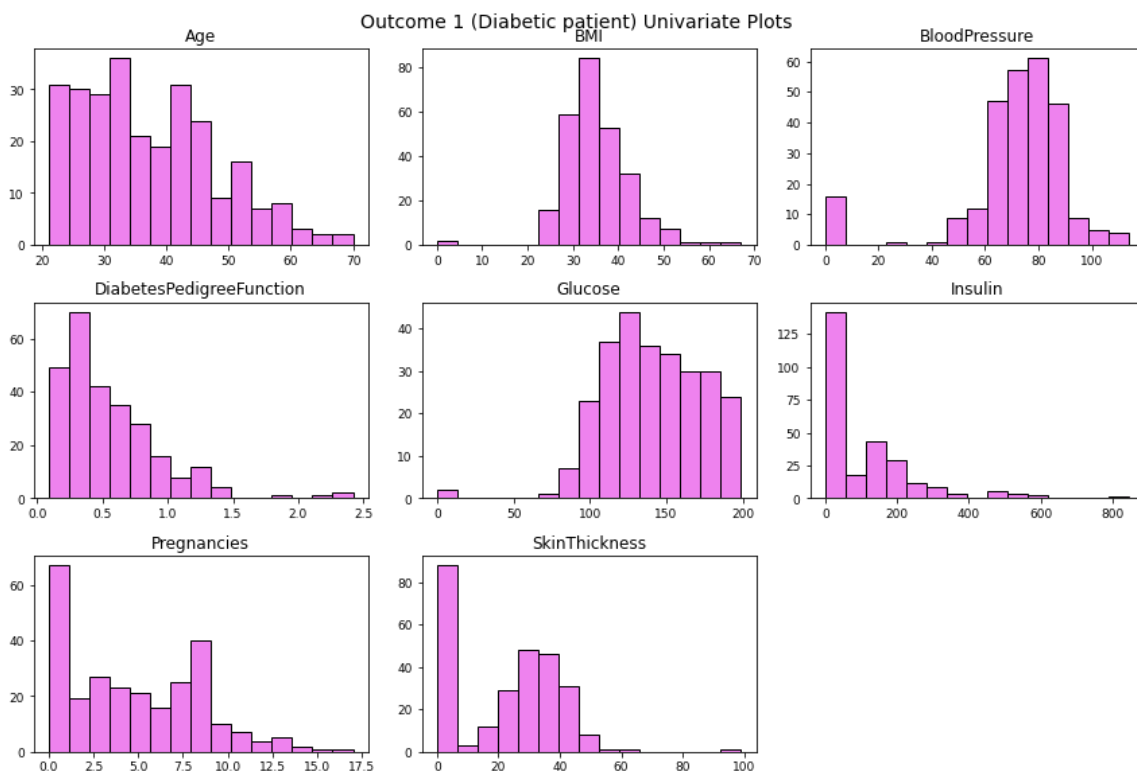 Outcome 1 (Diabetic patient) Univariate Plots
Age
BMI
BloodPressure
30
20
10
0
20 30 40 50 60 70
80
60
40
20
0
0 10 20 30 40 50 60 70
60
50
40
30
20
10
0
0 20 40 60 80 100
DiabetesPedigreeFunction
Glucose
Insulin
60
40
20
0
0.0 0.5 1.0 1.5 2.0 2.5
40
30
20
10
0
0 50 100 150 200
125
100
75
50
25
0
0 200 400 600 800
Pregnancies
SkinThickness
60
40
20
0
0.0 2.5 5.0 7.5 10.0 12.5 15.0 17.5
80
60
40
20
0
0 20 40 60 80 100